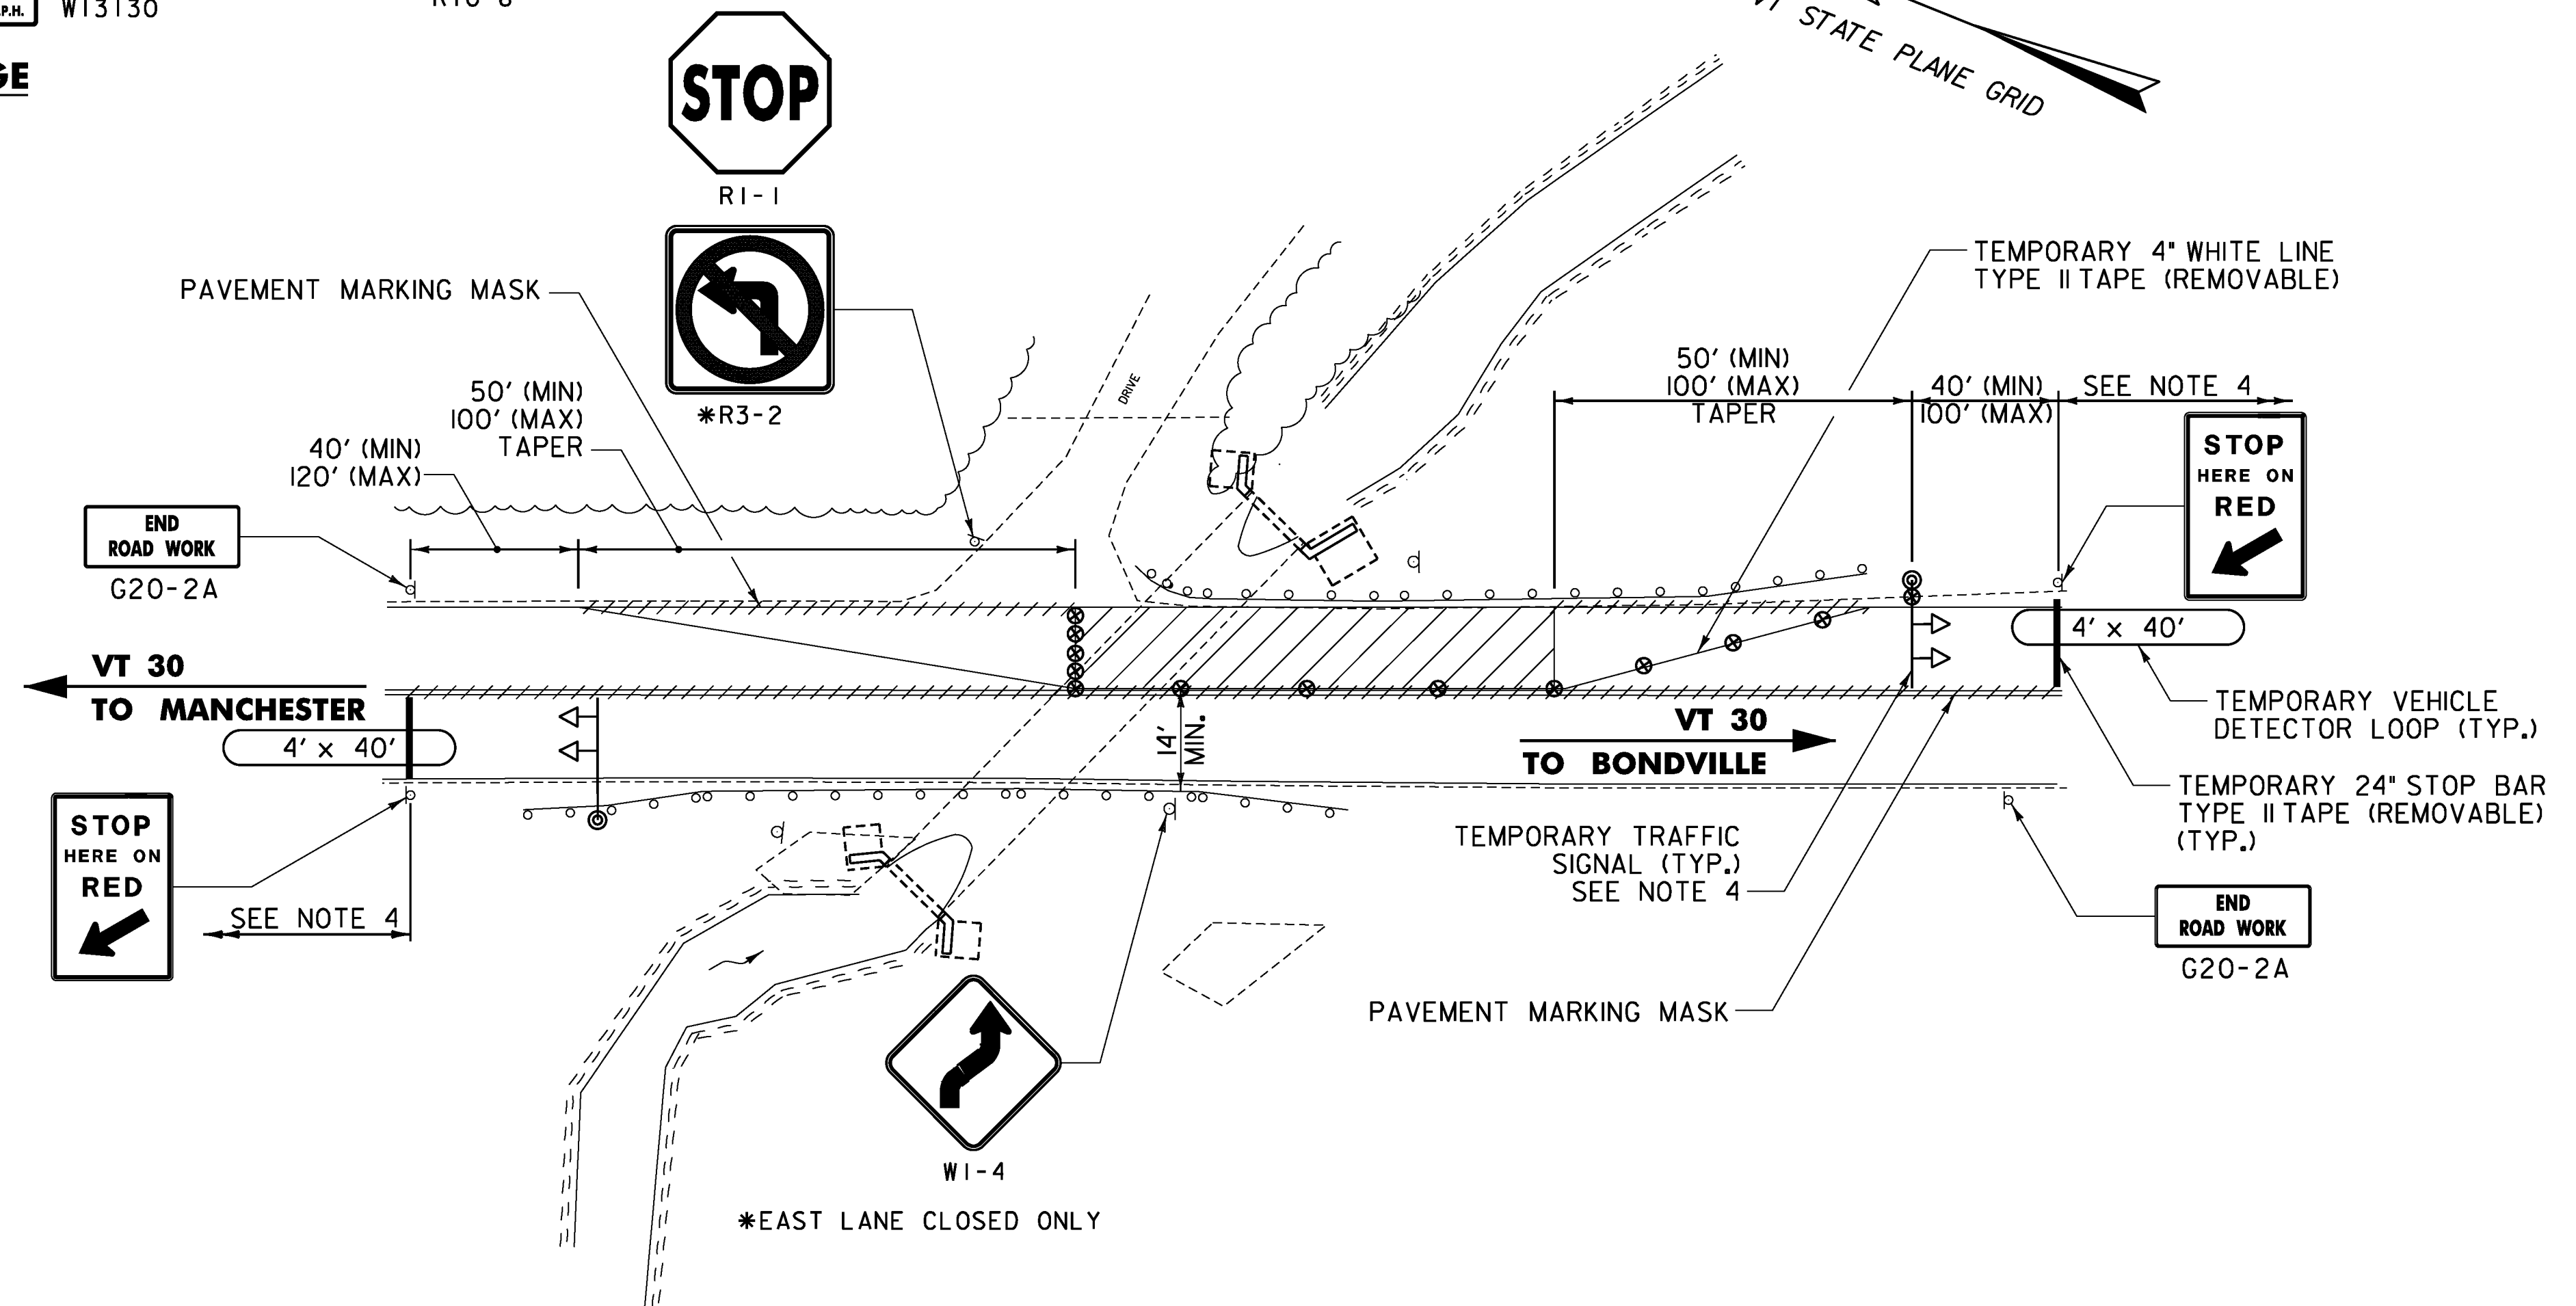 P.H.
W13130
GE
STOP
R1-1
*R3-2
VT STATE PLANE GRID
PAVEMENT MARKING MASK
50' (MIN)
100' (MAX)
TAPER
40' (MIN)
120' (MAX)
DRIVE
TEMPORARY 4" WHITE LINE
TYPE II TAPE (REMOVABLE)
50' (MIN)
100' (MAX)
TAPER
40' (MIN)
100' (MAX)
SEE NOTE 4
STOP
HERE ON
RED
END
ROAD WORK
G20-2A
VT 30
TO MANCHESTER
4' x 40'
4' x 40'
14'
MIN.
VT 30
TO BONDVILLE
TEMPORARY VEHICLE
DETECTOR LOOP (TYP.)
TEMPORARY 24" STOP BAR
TYPE II TAPE (REMOVABLE)
(TYP.)
STOP
HERE ON
RED
SEE NOTE 4
TEMPORARY TRAFFIC
SIGNAL (TYP.)
SEE NOTE 4
END
ROAD WORK
G20-2A
PAVEMENT MARKING MASK
W1-4
*EAST LANE CLOSED ONLY